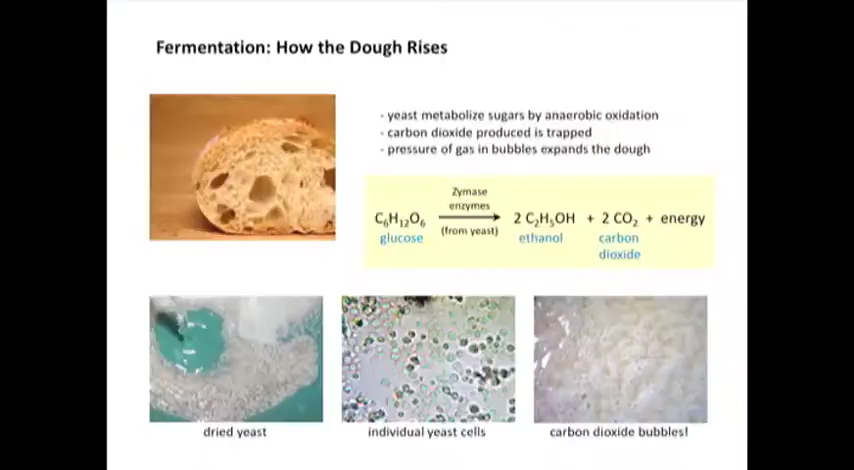 Fermentation: How the Dough Rises
- yeast metabolize sugars by anaerobic oxidation
- carbon dioxide produced is trapped
- pressure of gas in bubbles expands the dough
Zymase
enzymes
C₆H₁₂O₆ 2 C₂H₅OH + 2 CO₂ + energy
(from yeast)
glucose ethanol carbon
dioxide
dried yeast individual yeast cells carbon dioxide bubbles!